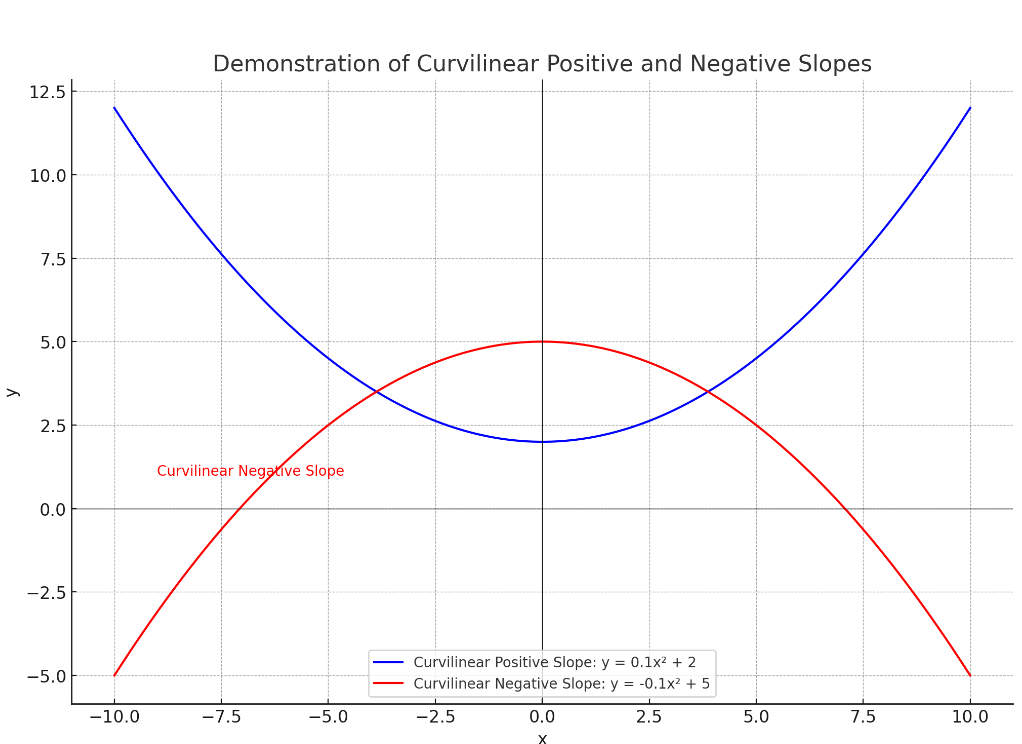 Demonstration of Curvilinear Positive and Negative Slopes
12.5
10.0
7.5
5.0
2.5
0.0
−2.5
−5.0
y
Curvilinear Negative Slope
Curvilinear Positive Slope: y = 0.1x² + 2
Curvilinear Negative Slope: y = -0.1x² + 5
−10.0 −7.5 −5.0 −2.5 0.0 2.5 5.0 7.5 10.0
x